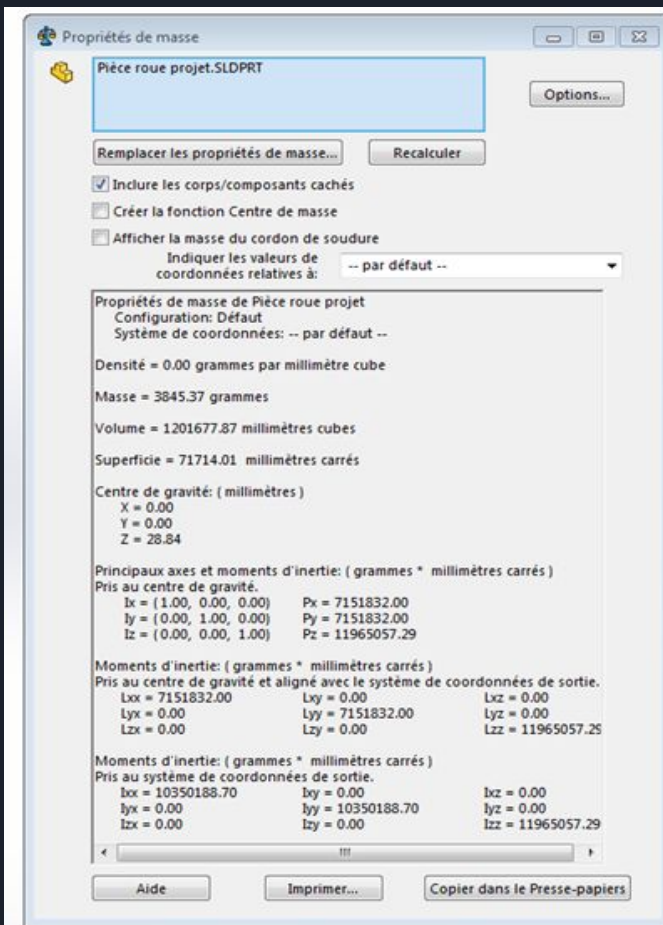 Propriétés de masse
Pièce roue projet.SLDPRT
Options...
Remplacer les propriétés de masse... Recalculer
Inclure les corps/composants cachés
Créer la fonction Centre de masse
Afficher la masse du cordon de soudure
Indiquer les valeurs de
coordonnées relatives à: -- par défaut --
Propriétés de masse de Pièce roue projet
Configuration: Défaut
Système de coordonnées: -- par défaut --
Densité = 0.00 grammes par millimètre cube
Masse = 3845.37 grammes
Volume = 1201677.87 millimètres cubes
Superficie = 71714.01 millimètres carrés
Centre de gravité: ( millimètres )
X = 0.00
Y = 0.00
Z = 28.84
Principaux axes et moments d'inertie: ( grammes * millimètres carrés )
Pris au centre de gravité.
Ix = (1.00, 0.00, 0.00) Px = 7151832.00
Iy = (0.00, 1.00, 0.00) Py = 7151832.00
Iz = (0.00, 0.00, 1.00) Pz = 11965057.29
Moments d'inertie: ( grammes * millimètres carrés )
Pris au centre de gravité et aligné avec le système de coordonnées de sortie.
Lxx = 7151832.00 Lxy = 0.00 Lxz = 0.00
Lyx = 0.00 Lyy = 7151832.00 Lyz = 0.00
Lzx = 0.00 Lzy = 0.00 Lzz = 11965057.29
Moments d'inertie: ( grammes * millimètres carrés )
Pris au système de coordonnées de sortie.
Ixx = 10350188.70 Ixy = 0.00 Ixz = 0.00
Iyx = 0.00 Iyy = 10350188.70 Iyz = 0.00
Izx = 0.00 Izy = 0.00 Izz = 11965057.29
Aide Imprimer... Copier dans le Presse-papiers